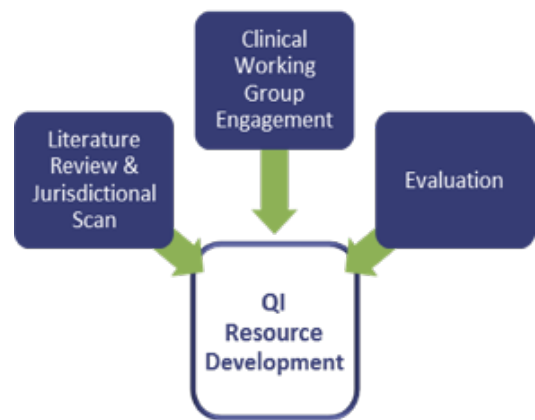 Clinical
Working
Group
Engagement
Literature
Review &
Jurisdictional
Scan
Evaluation
QI
Resource
Development